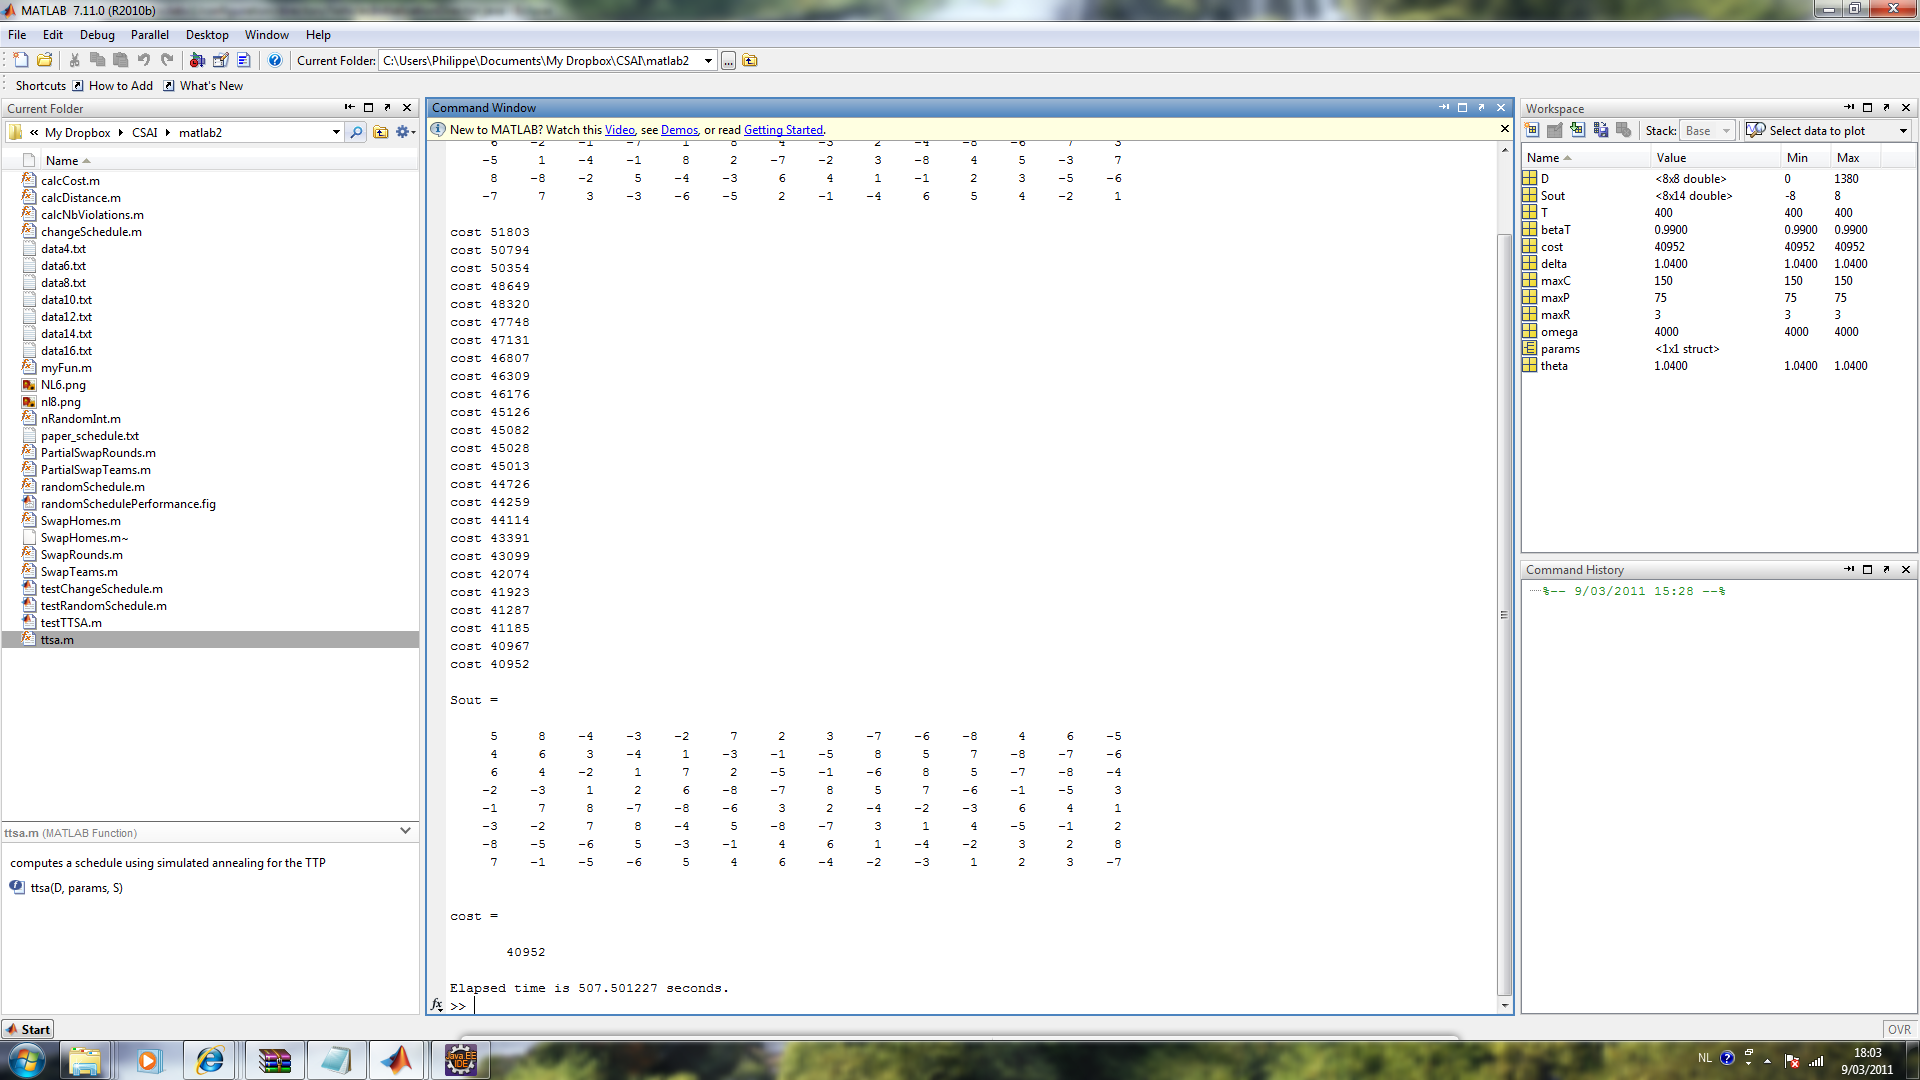 MATLAB 7.11.0 (R2010b)
File Edit Debug Parallel Desktop Window Help
Current Folder: C:\Users\Philippe\Documents\My Dropbox\CSAI\matlab2 ...
Shortcuts How to Add What's New
Current Folder
« My Dropbox CSAI matlab2
Name
calcCost.m
calcDistance.m
calcNbViolations.m
changeSchedule.m
data4.txt
data6.txt
data8.txt
data10.txt
data12.txt
data14.txt
data16.txt
myFun.m
NL6.png
nl8.png
nRandomInt.m
paper_schedule.txt
PartialSwapRounds.m
PartialSwapTeams.m
randomSchedule.m
randomSchedulePerformance.fig
SwapHomes.m
SwapHomes.m~
SwapRounds.m
SwapTeams.m
testChangeSchedule.m
testRandomSchedule.m
testTTSA.m
ttsa.m
ttsa.m (MATLAB Function)
computes a schedule using simulated annealing for the TTP
ttsa(D, params, S)
Command Window
New to MATLAB? Watch this Video, see Demos, or read Getting Started.
6 -2 -1 -7 1 8 4 -3 2 -4 -8 -6 7 3
-5 1 -4 -1 8 2 -7 -2 3 -8 4 5 -3 7
8 -8 -2 5 -4 -3 6 4 1 -1 2 3 -5 -6
-7 7 3 -3 -6 -5 2 -1 -4 6 5 4 -2 1
cost 51803
cost 50794
cost 50354
cost 48649
cost 48320
cost 47748
cost 47131
cost 46807
cost 46309
cost 46176
cost 45126
cost 45082
cost 45028
cost 45013
cost 44726
cost 44259
cost 44114
cost 43391
cost 43099
cost 42074
cost 41923
cost 41287
cost 41185
cost 40967
cost 40952
Sout =
5 8 -4 -3 -2 7 2 3 -7 -6 -8 4 6 -5
4 6 3 -4 1 -3 -1 -5 8 5 7 -8 -7 -6
6 4 -2 1 7 2 -5 -1 -6 8 5 -7 -8 -4
-2 -3 1 2 6 -8 -7 8 5 7 -6 -1 -5 3
-1 7 8 -7 -8 -6 3 2 -4 -2 -3 6 4 1
-3 -2 7 8 -4 5 -8 -7 3 1 4 -5 -1 2
-8 -5 -6 5 -3 -1 4 6 1 -4 -2 3 2 8
7 -1 -5 -6 5 4 6 -4 -2 -3 1 2 3 -7
cost =
40952
Elapsed time is 507.501227 seconds.
fx >>
Workspace
Stack: Base Select data to plot
Name Value Min Max
D <8x8 double> 0 1380
Sout <8x14 double> -8 8
T 400 400 400
betaT 0.9900 0.9900 0.9900
cost 40952 40952 40952
delta 1.0400 1.0400 1.0400
maxC 150 150 150
maxP 75 75 75
maxR 3 3 3
omega 4000 4000 4000
params <1x1 struct>
theta 1.0400 1.0400 1.0400
Command History
%-- 9/03/2011 15:28 --%
Start
OVR
Java EE
IDE
NL
18:03
9/03/2011